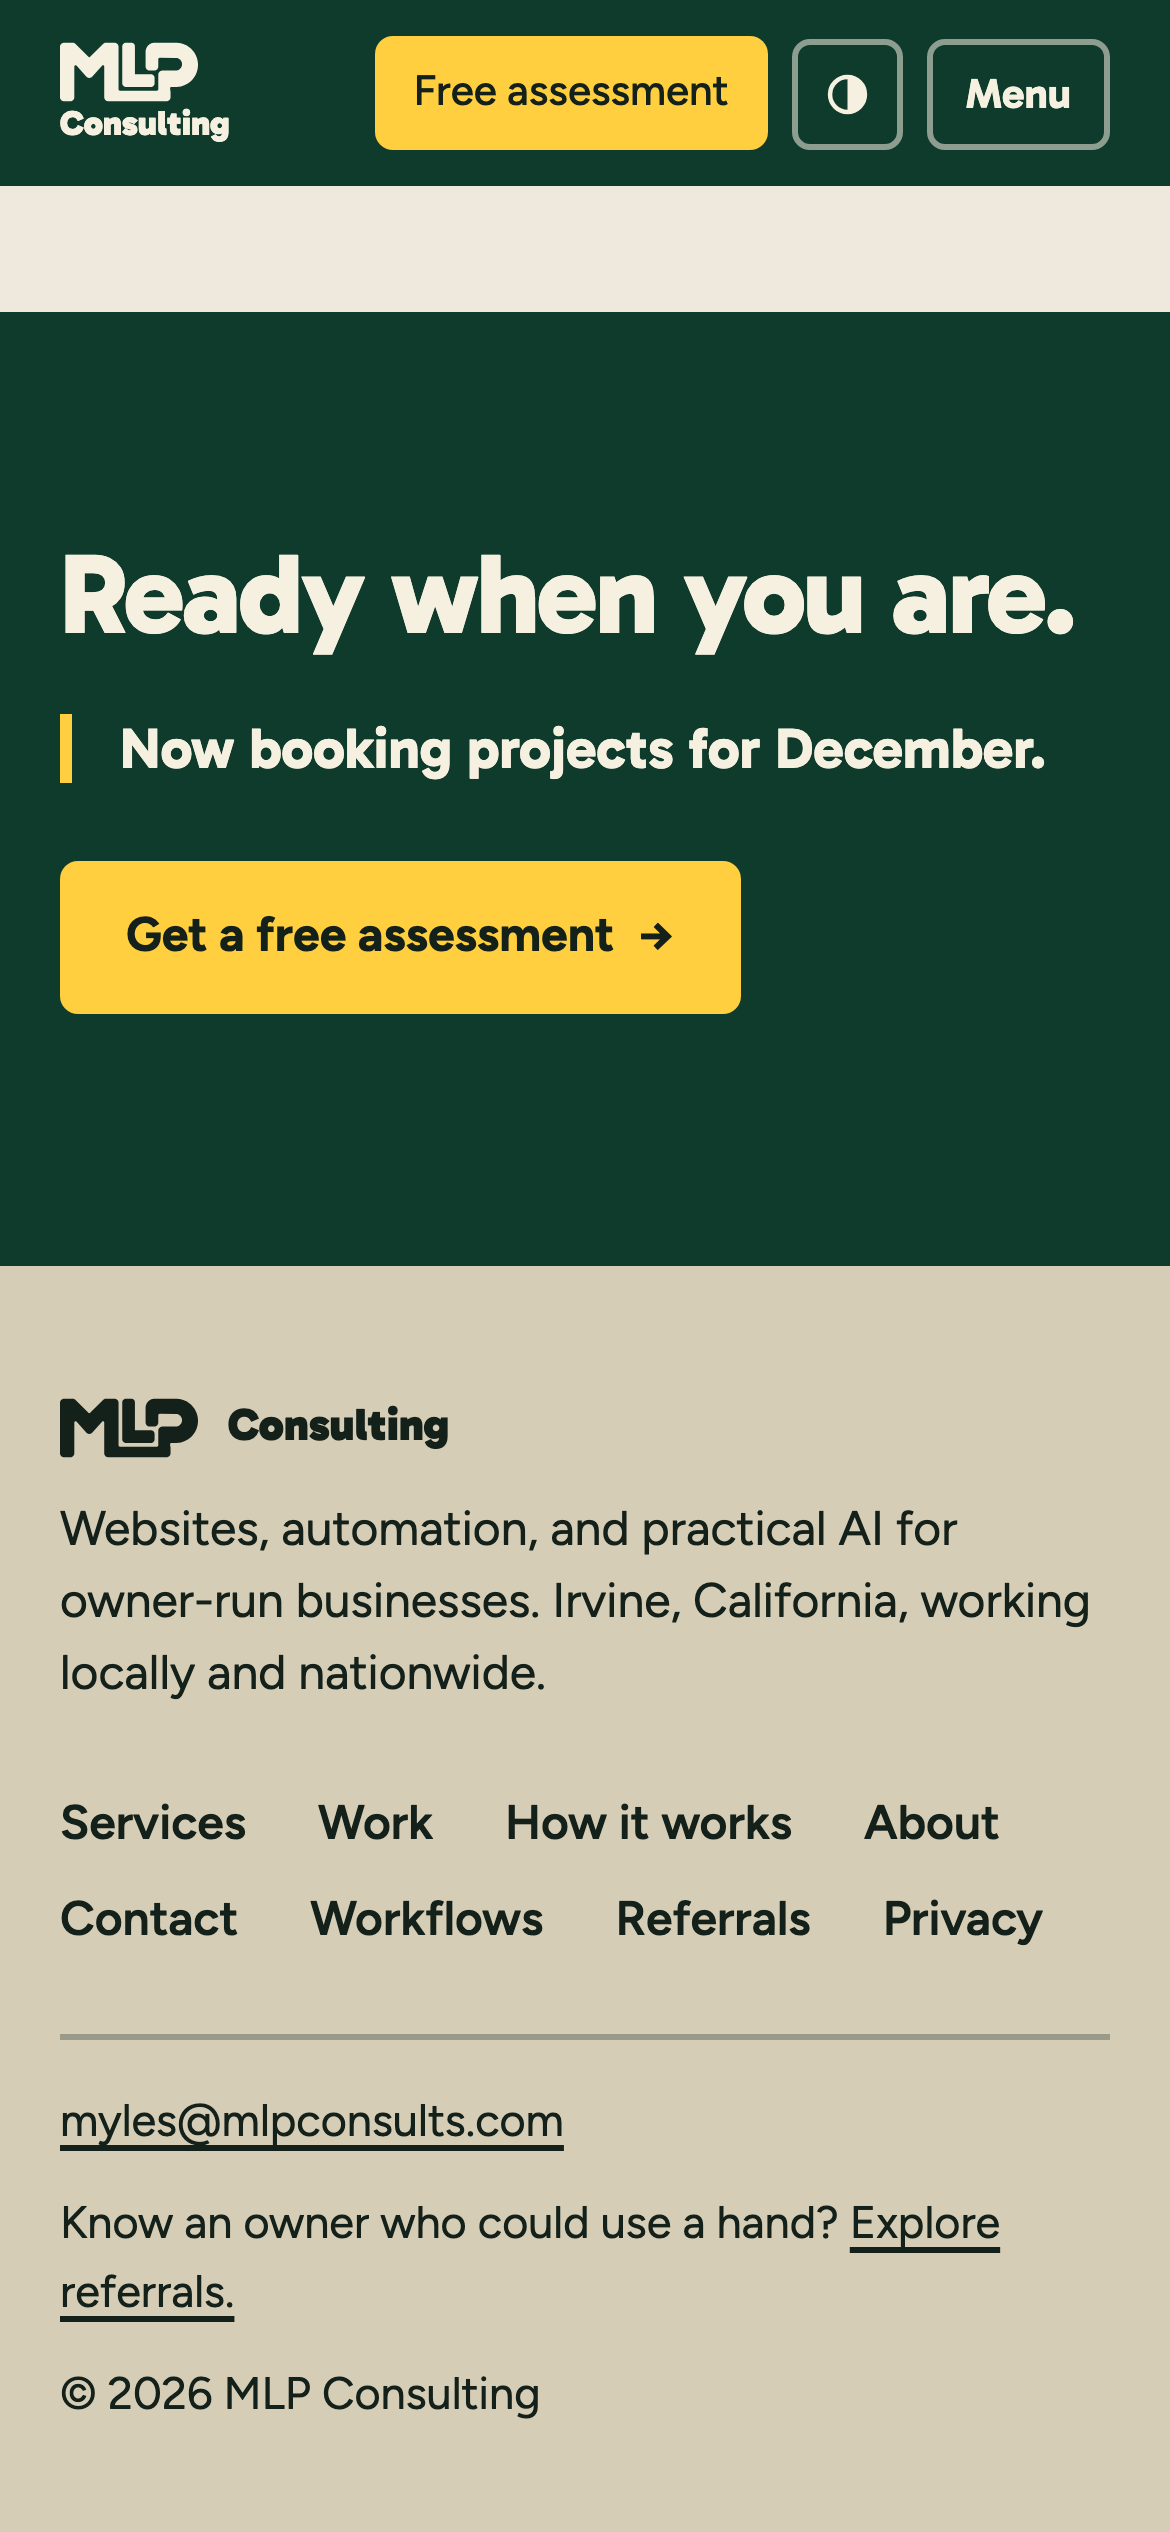 MLP
Consulting
Free assessment
Menu
Ready when you are.
Now booking projects for December.
Get a free assessment →
MLP Consulting
Websites, automation, and practical AI for
owner-run businesses. Irvine, California, working
locally and nationwide.
Services Work How it works About
Contact Workflows Referrals Privacy
myles@mlpconsults.com
Know an owner who could use a hand? Explore
referrals.
© 2026 MLP Consulting